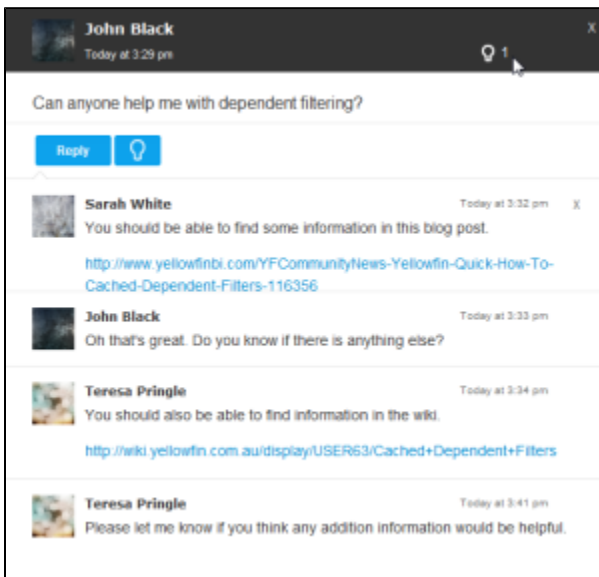 John Black
X
Today at 3:29 pm
1
Can anyone help me with dependent filtering?
Reply
Sarah White
Today at 3:32 pm
X
You should be able to find some information in this blog post.
http://www.yellowfinbi.com/YFCommunityNews-Yellowfin-Quick-How-To-
Cached-Dependent-Filters-116356
John Black
Today at 3:33 pm
Oh that's great. Do you know if there is anything else?
Teresa Pringle
Today at 3:34 pm
You should also be able to find information in the wiki.
http://wiki.yellowfin.com.au/display/USER63/Cached+Dependent+Filters
Teresa Pringle
Today at 3:41 pm
Please let me know if you think any addition information would be helpful.